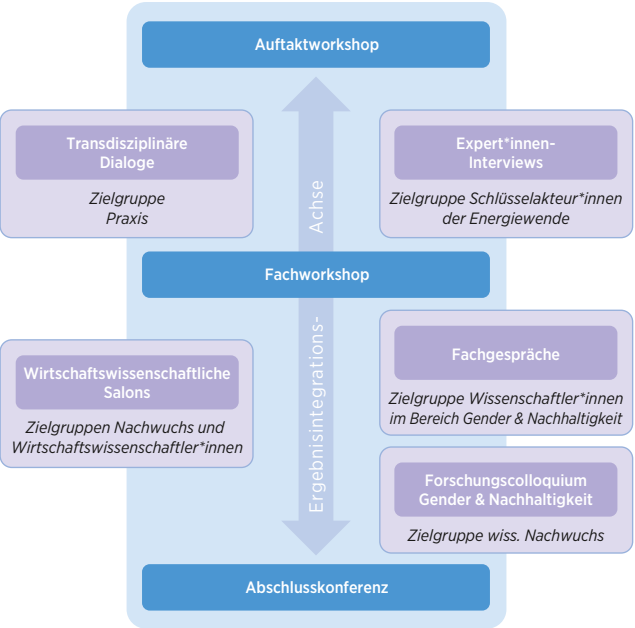 Auftaktworkshop
Transdisziplinäre
Dialoge
Zielgruppe
Praxis
Expert*innen-
Interviews
Zielgruppe Schlüsselakteur*innen
der Energiewende
Fachworkshop
Ergebnisintegrations-
Achse
Wirtschaftswissenschaftliche
Salons
Zielgruppen Nachwuchs und
Wirtschaftswissenschaftler*innen
Fachgespräche
Zielgruppe Wissenschaftler*innen
im Bereich Gender & Nachhaltigkeit
Forschungscolloquium
Gender & Nachhaltigkeit
Zielgruppe wiss. Nachwuchs
Abschlusskonferenz